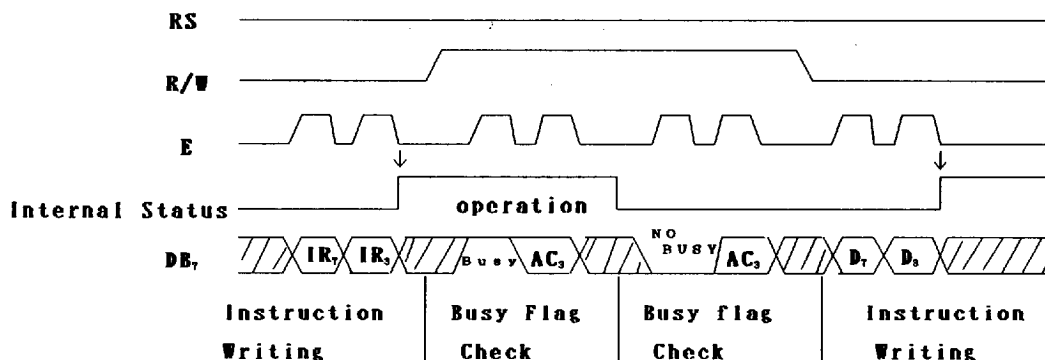 RS
R/W
E
Internal Status
operation
DB7
IR7
IR3
Busy
AC3
NO
BUSY
AC3
D7
D3
Instruction
Writing
Busy Flag
Check
Busy flag
Check
Instruction
Writing